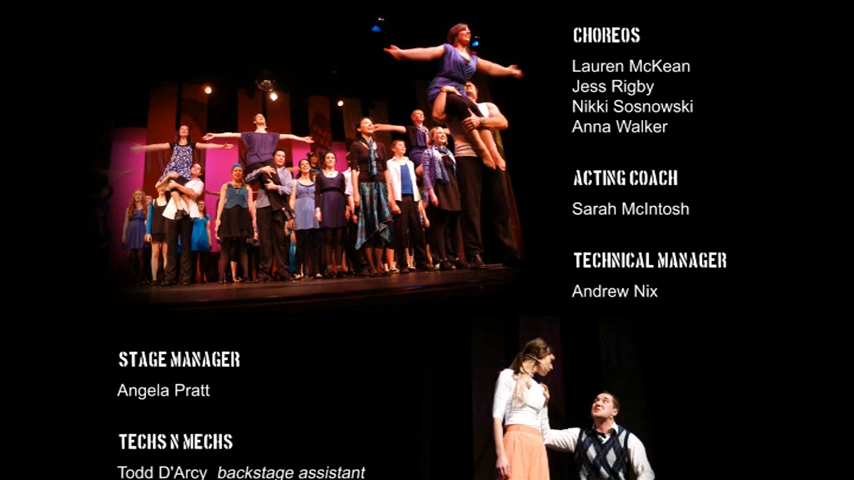 CHOREOS
Lauren McKean
Jess Rigby
Nikki Sosnowski
Anna Walker
ACTING COACH
Sarah McIntosh
TECHNICAL MANAGER
Andrew Nix
STAGE MANAGER
Angela Pratt
TECHS N MECHS
Todd D'Arcy backstage assistant